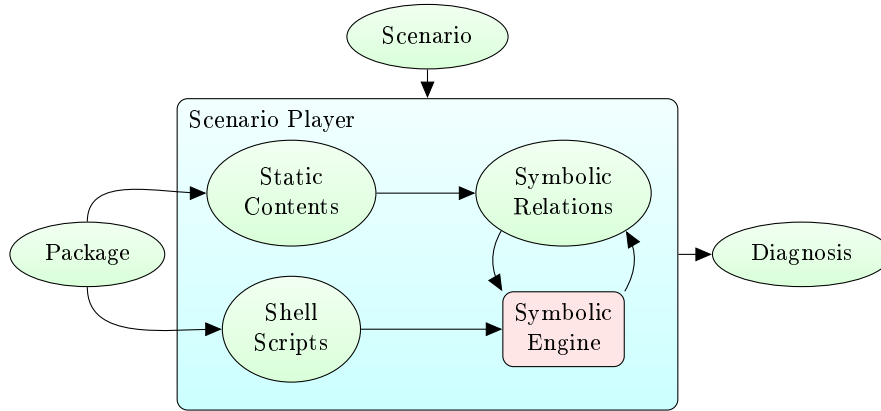 Scenario
Scenario Player
Static
Contents
Symbolic
Relations
Package
Diagnosis
Shell
Scripts
Symbolic
Engine